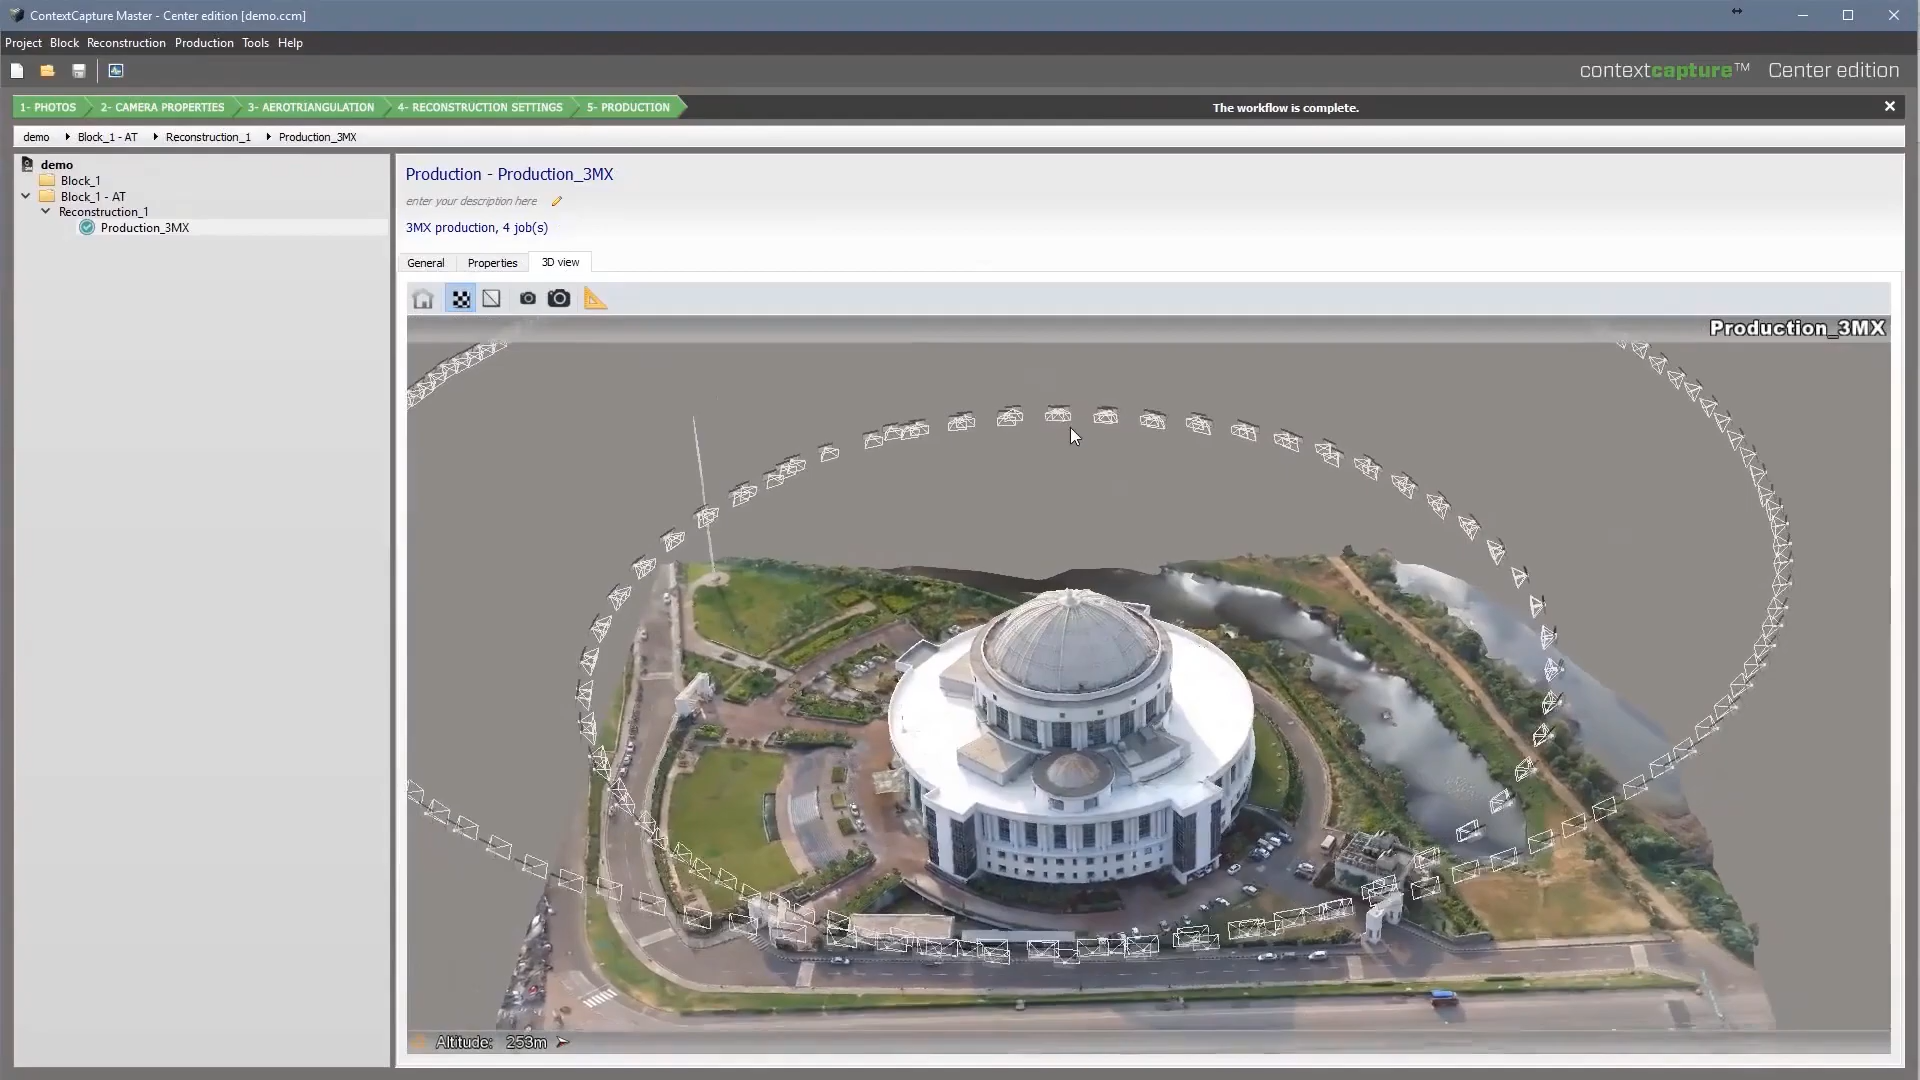 ContextCapture Master - Center edition [demo.ccm]
Project Block Reconstruction Production Tools Help
contextcapture™ Center edition
1- PHOTOS 2- CAMERA PROPERTIES 3- AEROTRIANGULATION 4- RECONSTRUCTION SETTINGS 5- PRODUCTION The workflow is complete.
demo Block_1 - AT Reconstruction_1 Production_3MX
demo
Block_1
Block_1 - AT
Reconstruction_1
Production_3MX
Production - Production_3MX
enter your description here
3MX production, 4 job(s)
General Properties 3D view
Production_3MX
Altitude: 253m